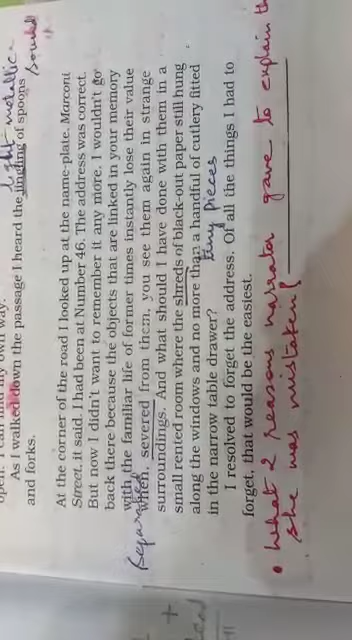 open. I can find my own way.
light metallic sound
As I walked down the passage I heard the jingling of spoons
and forks.
At the corner of the road I looked up at the name-plate. Marconi
Street, it said. I had been at Number 46. The address was correct.
But now I didn't want to remember it any more. I wouldn't go
back there because the objects that are linked in your memory
with the familiar life of former times instantly lose their value
Separated
when, severed from them, you see them again in strange
surroundings. And what should I have done with them in a
small rented room where the shreds of black-out paper still hung
along the windows and no more than a handful of cutlery fitted
in the narrow table drawer?
tiny pieces
I resolved to forget the address. Of all the things I had to
forget, that would be the easiest.
• What 2 reasons narrator gave to explain
she was mistaken?